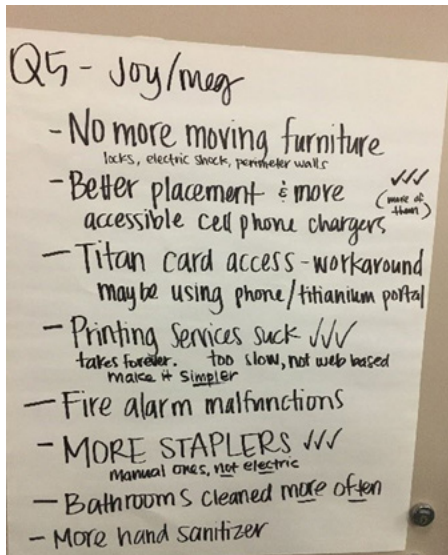 Q5 - Joy/meg
- No more moving furniture
locks, electric shock, perimeter walls
- Better placement & more ✓✓✓
(more of them)
accessible cell phone chargers
- Titan card access - workaround
maybe using phone/titianium portal
- Printing Services suck ✓✓✓
takes forever. too slow, not web based
make it simpler
- Fire alarm malfunctions
- MORE STAPLERS ✓✓✓
manual ones, not electric
- Bathrooms cleaned more often
- More hand sanitizer